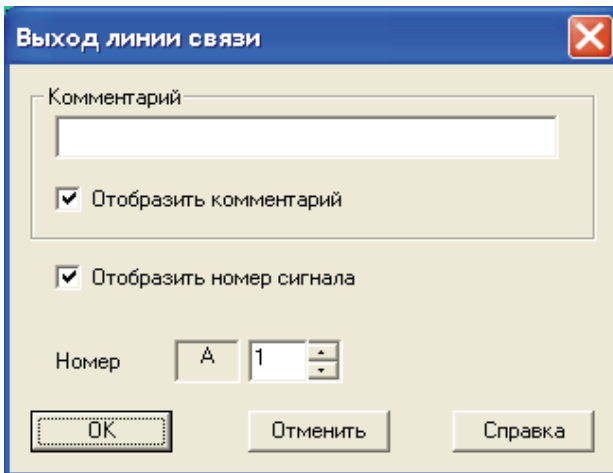 Выход линии связи
Комментарий
Отобразить комментарий
Отобразить номер сигнала
Номер A 1
OK Отменить Справка